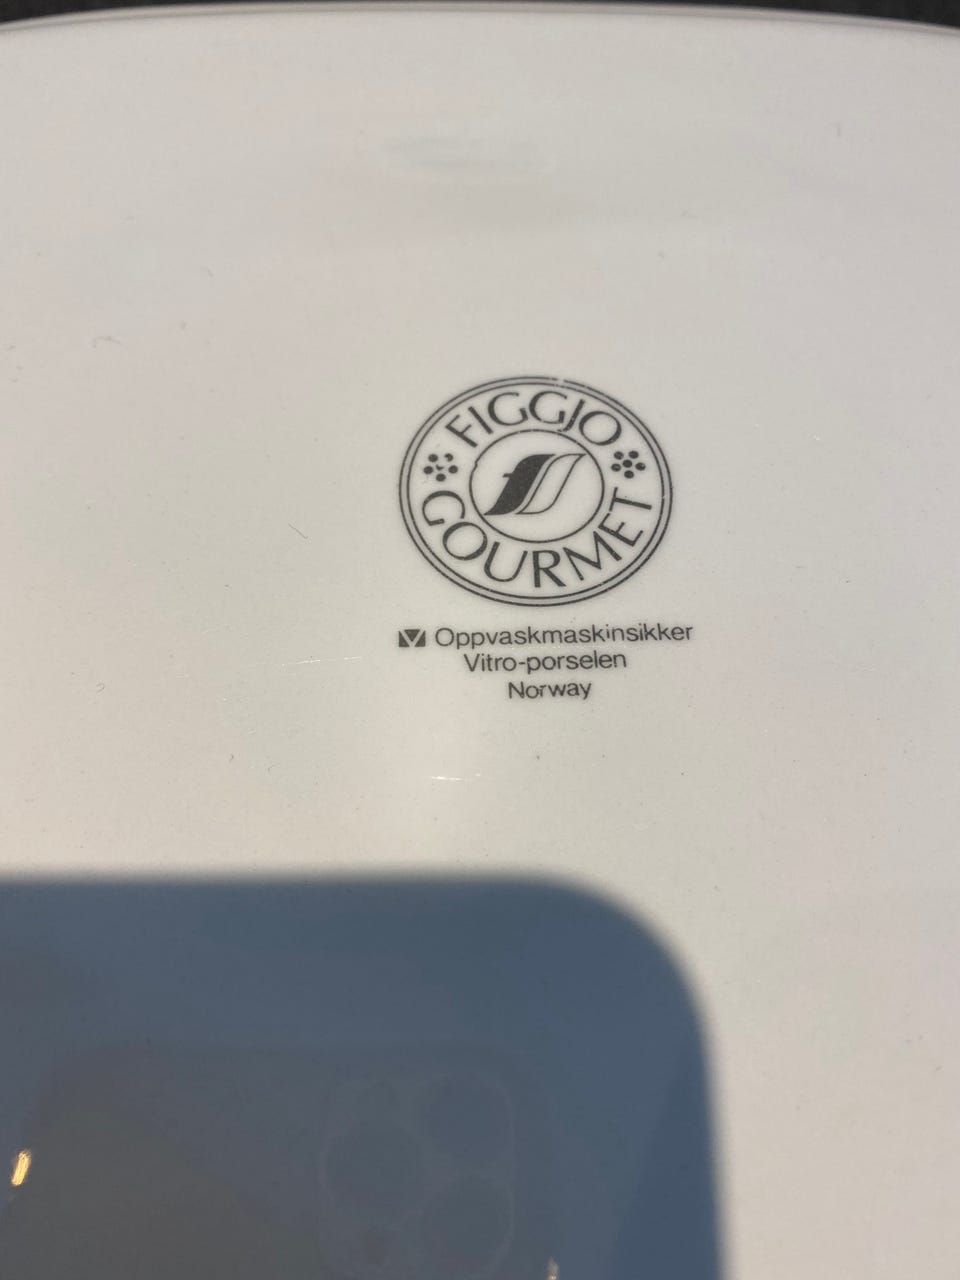 FIGGJO
GOURMET
Oppvaskmaskinsikker
Vitro-porselen
Norway